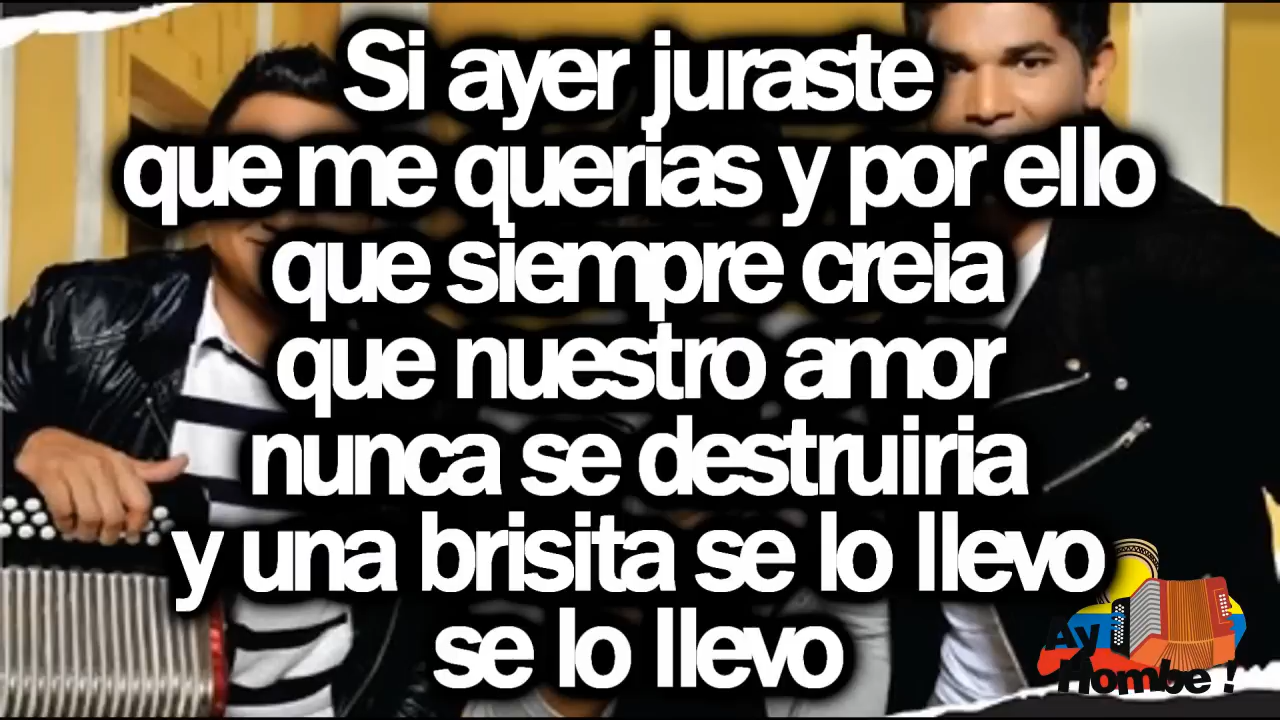 Si ayer juraste
que me querias y por ello
que siempre creia
que nuestro amor
nunca se destruiria
y una brisita se lo llevo
se lo llevo
Ay
Hombe !